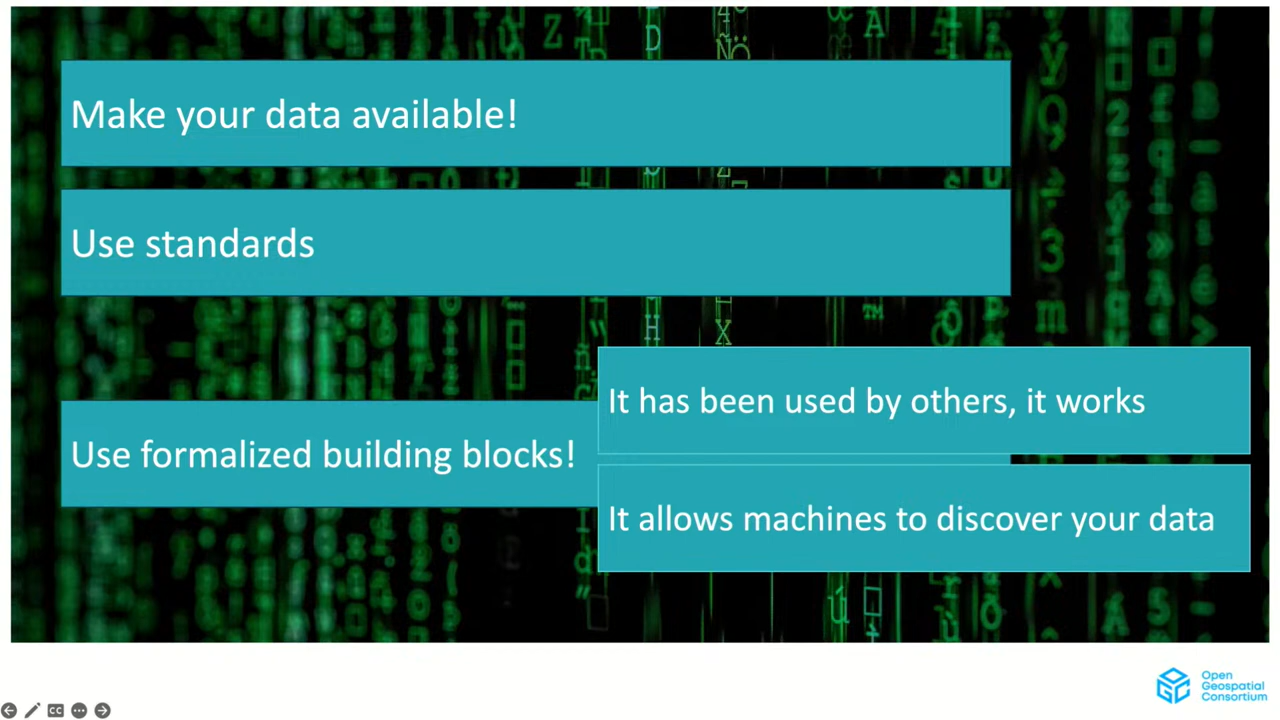 Make your data available!
Use standards
Use formalized building blocks!
It has been used by others, it works
It allows machines to discover your data
Open
Geospatial
Consortium
CC